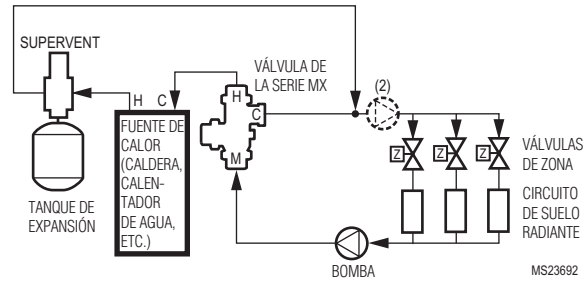 SUPERVENT
H C
FUENTE DE
CALOR
(CALDERA,
CALEN-
TADOR
DE AGUA,
ETC.)
TANQUE DE
EXPANSIÓN
VÁLVULA DE
LA SERIE MX
H
C
M
(2)
Z
Z
Z
VÁLVULAS
DE ZONA
CIRCUITO
DE SUELO
RADIANTE
BOMBA
MS23692